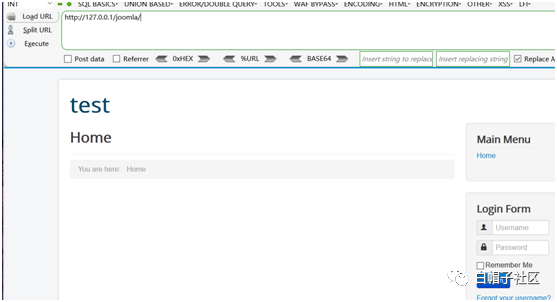 INT SQL BASICS▾ UNION BASED▾ ERROR/DOUBLE QUERY▾ TOOLS▾ WAF BYPASS▾ ENCODING▾ HTML▾ ENCRYPTION▾ OTHER▾ XSS▾ LFI▾
Load URL http://127.0.0.1/joomla/
Split URL
Execute
Post data Referrer 0xHEX %URL BASE64 Insert string to replace Insert replacing string Replace A
test
Home
Main Menu
You are here: Home
Home
Login Form
Username
Password
Remember Me
白帽子社区
Forgot your username?